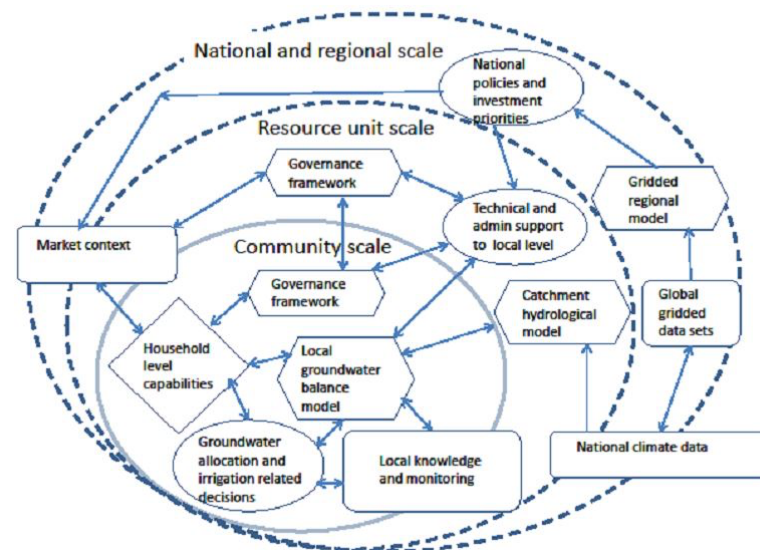 National and regional scale
National
policies and
investment
priorities
Resource unit scale
Governance
framework
Gridded
regional
model
Technical and
admin support
to local level
Market context
Community scale
Governance
framework
Catchment
hydrological
model
Global
gridded
data sets
Household
level
capabilities
Local
groundwater
balance
model
Groundwater
allocation and
irrigation related
decisions
Local knowledge
and monitoring
National climate data